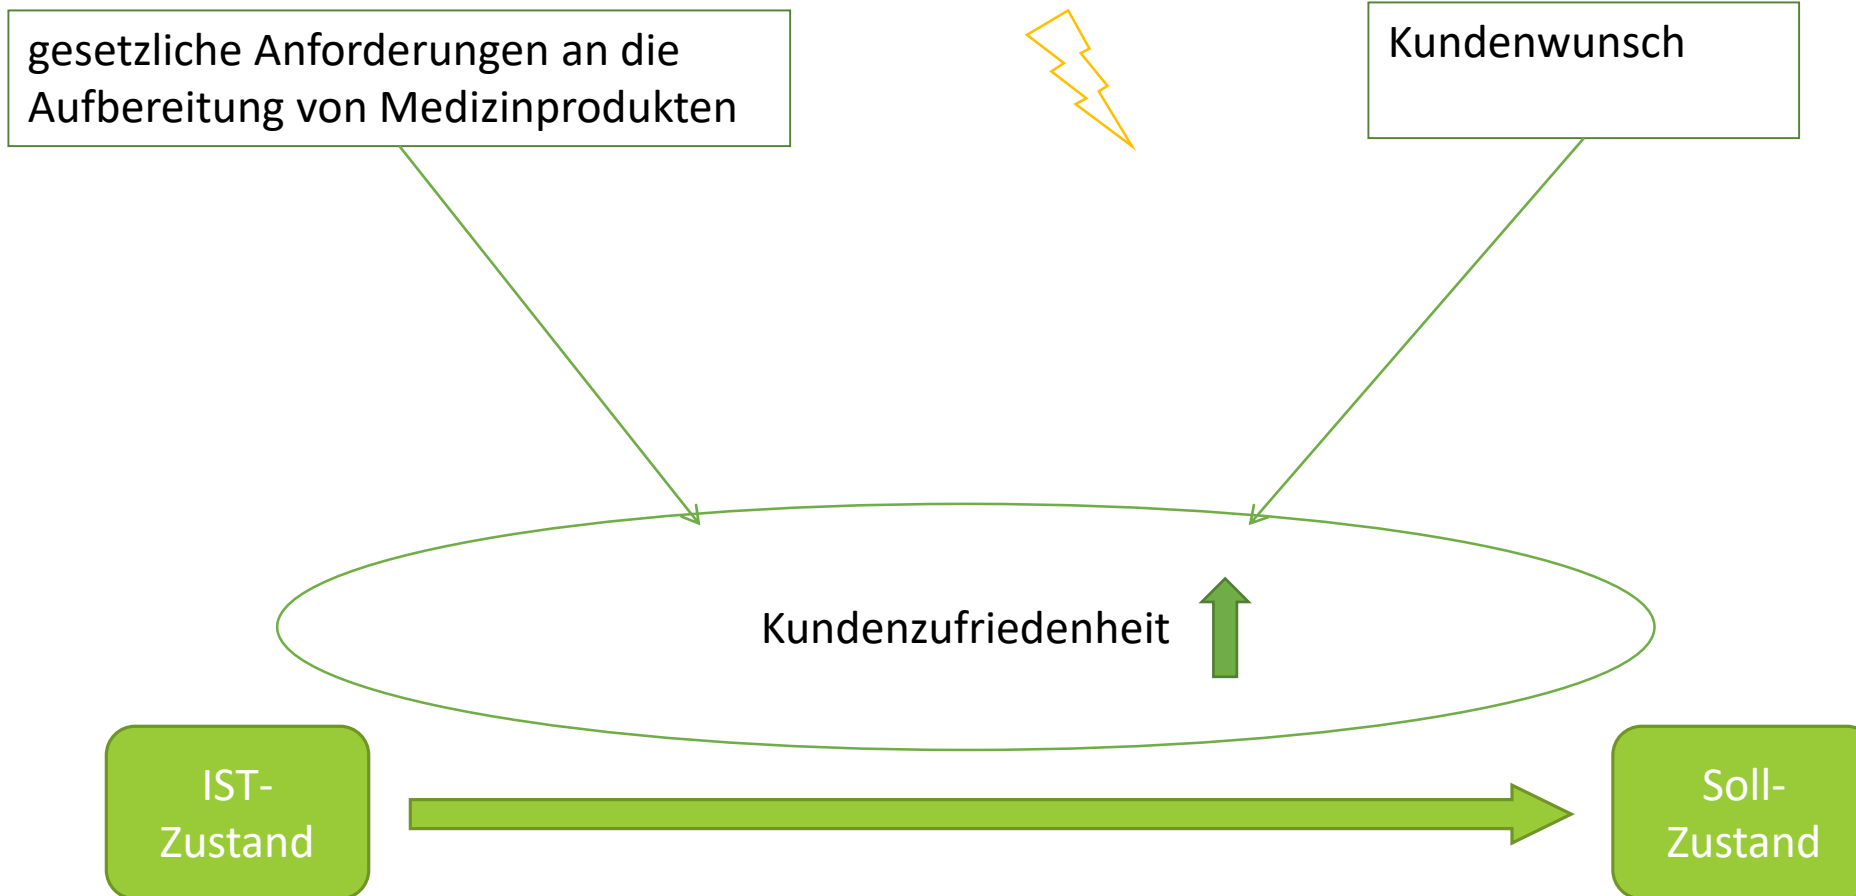 gesetzliche Anforderungen an die
Aufbereitung von Medizinprodukten
Kundenwunsch
Kundenzufriedenheit
IST-
Zustand
Soll-
Zustand